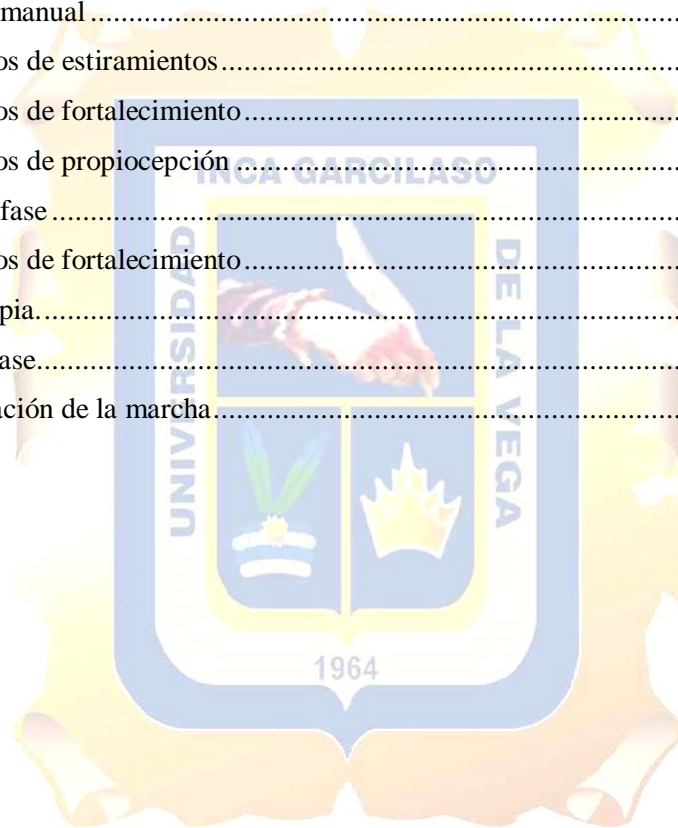 manual ........................................................................
os de estiramientos ........................................................................
os de fortalecimiento ........................................................................
os de propiocepción ........................................................................
fase ........................................................................
os de fortalecimiento ........................................................................
pia. ........................................................................
ase ........................................................................
ación de la marcha ........................................................................
INCA GARCILASO
UNIVERSIDAD
DE LA VEGA
1964